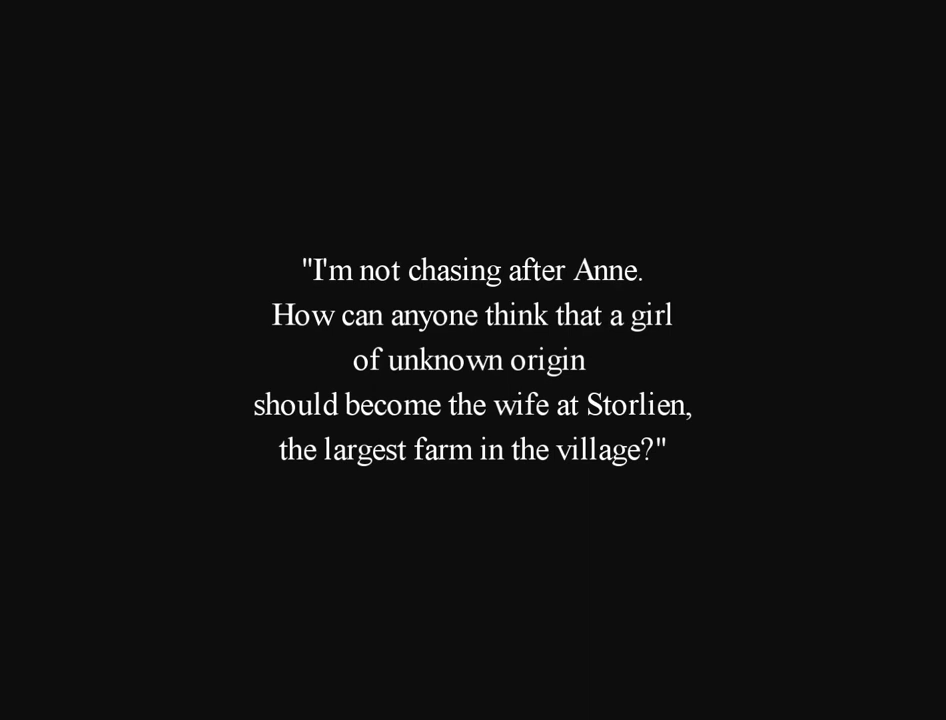 "I'm not chasing after Anne.
How can anyone think that a girl
of unknown origin
should become the wife at Storlien,
the largest farm in the village?"